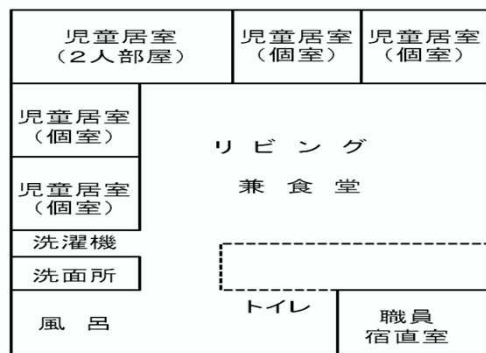 児童居室
（2人部屋）
児童居室
（個室）
児童居室
（個室）
児童居室
（個室）
児童居室
（個室）
リビング
兼食堂
洗濯機
洗面所
風呂
トイレ
職員
宿直室